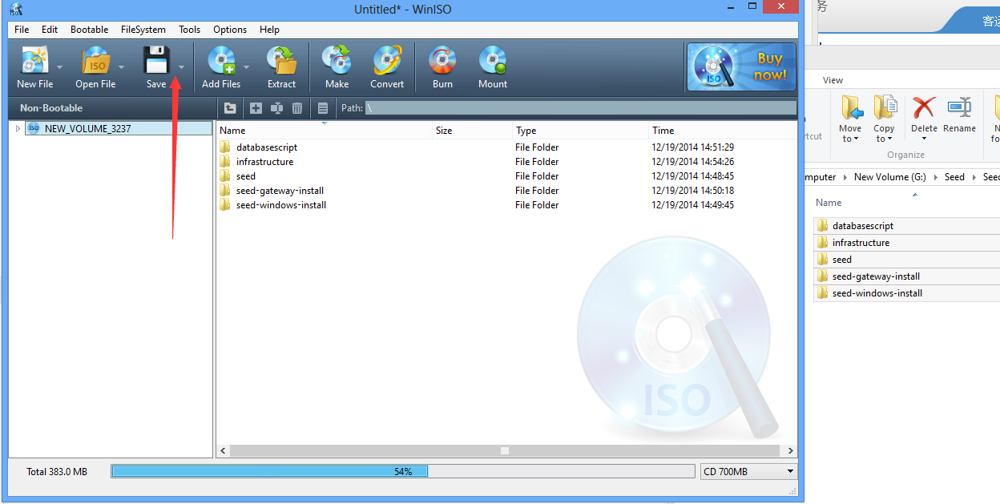 Untitled* - WinISO
File Edit Bootable FileSystem Tools Options Help
New File Open File Save Add Files Extract Make Convert Burn Mount
ISO
Buy now!
Non-Bootable
Path: \
NEW_VOLUME_3237
Name Size Type Time
databasescript File Folder 12/19/2014 14:51:29
infrastructure File Folder 12/19/2014 14:54:26
seed File Folder 12/19/2014 14:48:45
seed-gateway-install File Folder 12/19/2014 14:50:18
seed-windows-install File Folder 12/19/2014 14:49:45
ISO
Total 383.0 MB 54% CD 700MB
务
客运
View
Move to Copy to Delete Rename
Organize
New Volume (G:) Seed
Name
databasescript
infrastructure
seed
seed-gateway-install
seed-windows-install